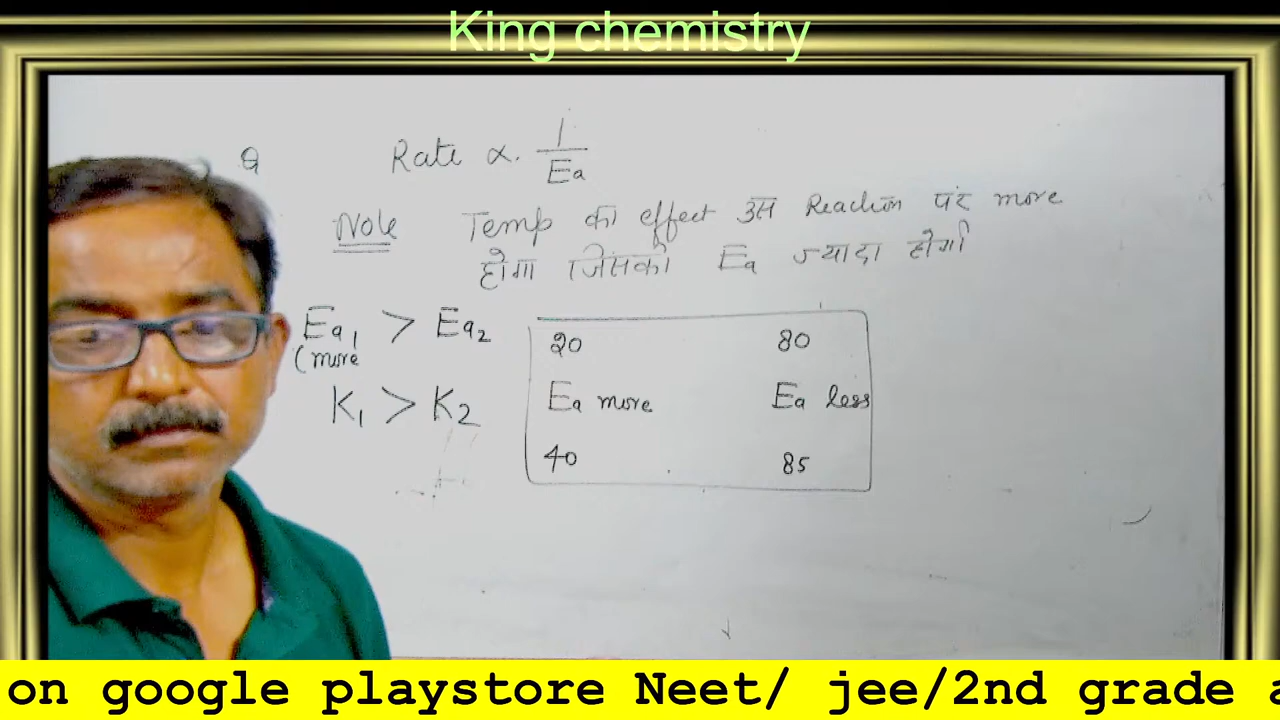 King chemistry
Q Rate ∝. 1/Ea
Note Temp का effect उस Reaction पर more
होगा जिसकी Ea ज्यादा होगी
Ea1 > Ea2
(more
K1 > K2
20 80
Ea more Ea less
40 85
on google playstore Neet/ jee/2nd grade a